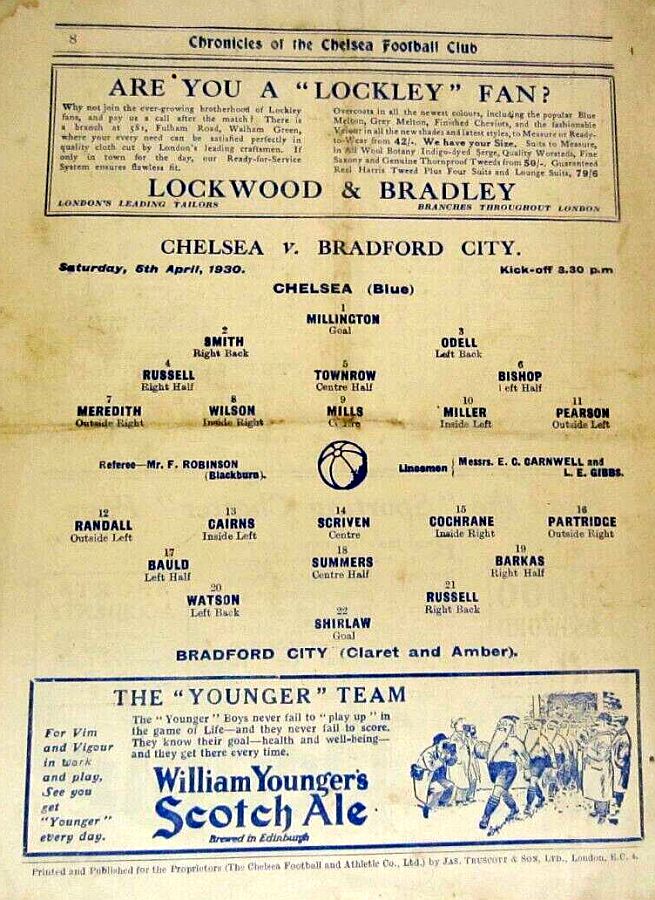 8
Chronicles of the Chelsea Football Club
ARE YOU A "LOCKLEY" FAN?
Why not join the ever-growing brotherhood of Lockley
fans, and pay us a call after the match? There is
a branch at 581, Fulham Road, Walham Green,
where your every need can be satisfied perfectly in
quality cloth cut by London's leading craftsmen. If
only in town for the day, our Ready-for-Service
System ensures flawless fit.
Overcoats in all the newest colours, including the popular Blue
Melton, Grey Melton, Finished Cheviots, and the fashionable
Velour in all the new shades and latest styles, to Measure or Ready-
to-Wear from 42/-. We have your Size. Suits to Measure,
in All Wool Botany Indigo-dyed Serge, Quality Worsteds, Fine
Saxony and Genuine Thornproof Tweeds from 50/-. Guaranteed
Real Harris Tweed Plus Four Suits and Lounge Suits, 79/6
LOCKWOOD & BRADLEY
LONDON'S LEADING TAILORS
BRANCHES THROUGHOUT LONDON
CHELSEA v. BRADFORD CITY.
Saturday, 5th April, 1930.
Kick-off 3.30 p.m
CHELSEA (Blue)
1
MILLINGTON
Goal
2 3
SMITH ODELL
Right Back Left Back
4 5 6
RUSSELL TOWNROW BISHOP
Right Half Centre Half Left Half
7 8 9 10 11
MEREDITH WILSON MILLS MILLER PEARSON
Outside Right Inside Right Centre Inside Left Outside Left
Referee—Mr. F. ROBINSON
(Blackburn).
Linesmen { Messrs. E. C. CARNWELL and
L. E. GIBBS.
12 13 14 15 16
RANDALL CAIRNS SCRIVEN COCHRANE PARTRIDGE
Outside Left Inside Left Centre Inside Right Outside Right
17 18 19
BAULD SUMMERS BARKAS
Left Half Centre Half Right Half
20 21
WATSON RUSSELL
Left Back Right Back
22
SHIRLAW
Goal
BRADFORD CITY (Claret and Amber).
THE "YOUNGER" TEAM
The "Younger" Boys never fail to "play up" in
the game of Life—and they never fail to score.
They know their goal—health and well-being—
and they get there every time.
For Vim
and Vigour
in work
and play,
See you
get
"Younger"
every day.
William Younger's
Scotch Ale
Brewed in Edinburgh
Printed and Published for the Proprietors (The Chelsea Football and Athletic Co., Ltd.) by JAS. TRUSCOTT & SON, LTD., London, E.C. 4.